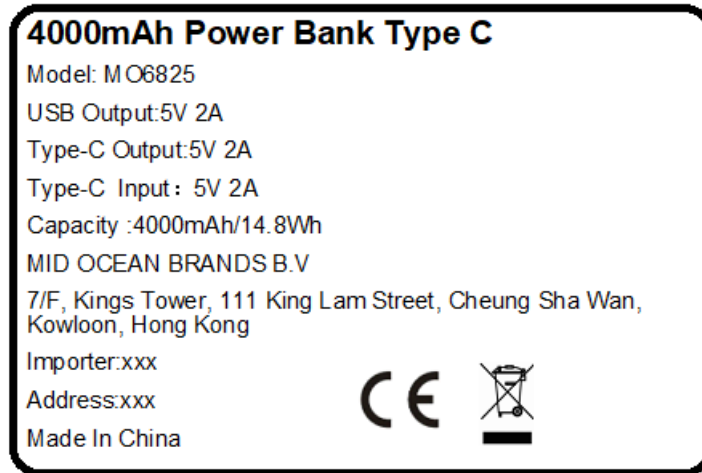 4000mAh Power Bank Type C
Model: MO6825
USB Output:5V 2A
Type-C Output:5V 2A
Type-C Input：5V 2A
Capacity :4000mAh/14.8Wh
MID OCEAN BRANDS B.V
7/F, Kings Tower, 111 King Lam Street, Cheung Sha Wan,
Kowloon, Hong Kong
Importer:xxx
Address:xxx
Made In China
CE